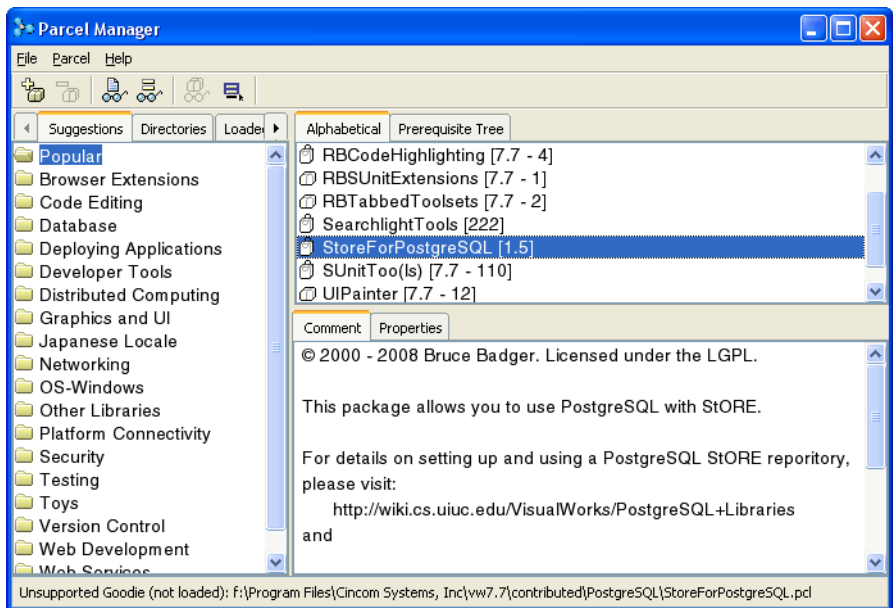 Parcel Manager
File Parcel Help
Suggestions Directories Loade
Popular
Browser Extensions
Code Editing
Database
Deploying Applications
Developer Tools
Distributed Computing
Graphics and UI
Japanese Locale
Networking
OS-Windows
Other Libraries
Platform Connectivity
Security
Testing
Toys
Version Control
Web Development
Web Services
Alphabetical Prerequisite Tree
RBCodeHighlighting [7.7 - 4]
RBSUnitExtensions [7.7 - 1]
RBTabbedToolsets [7.7 - 2]
SearchlightTools [222]
StoreForPostgreSQL [1.5]
SUnitToo(ls) [7.7 - 110]
UIPainter [7.7 - 12]
Comment Properties
© 2000 - 2008 Bruce Badger. Licensed under the LGPL.
This package allows you to use PostgreSQL with StORE.
For details on setting up and using a PostgreSQL StORE reporitory,
please visit:
http://wiki.cs.uiuc.edu/VisualWorks/PostgreSQL+Libraries
and
Unsupported Goodie (not loaded): f:\Program Files\Cincom Systems, Inc\vw7.7\contributed\PostgreSQL\StoreForPostgreSQL.pcl